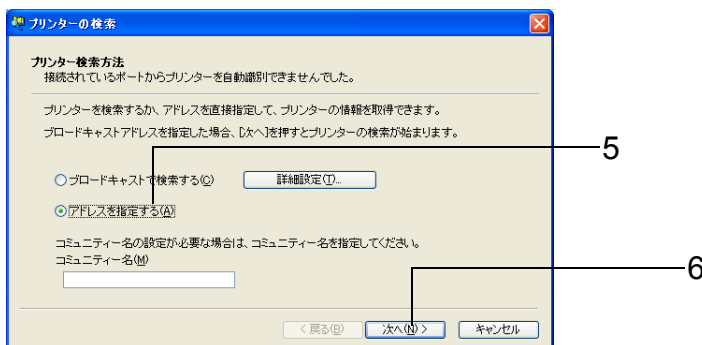 プリンターの検索
プリンター検索方法
接続されているポートからプリンターを自動識別できませんでした。
プリンターを検索するか、アドレスを直接指定して、プリンターの情報を取得できます。
ブロードキャストアドレスを指定した場合、[次へ]を押すとプリンターの検索が始まります。
5
ブロードキャストで検索する(C) 詳細設定(T)...
アドレスを指定する(A)
コミュニティー名の設定が必要な場合は、コミュニティー名を指定してください。
コミュニティー名(M)
6
< 戻る(B) 次へ(N) > キャンセル